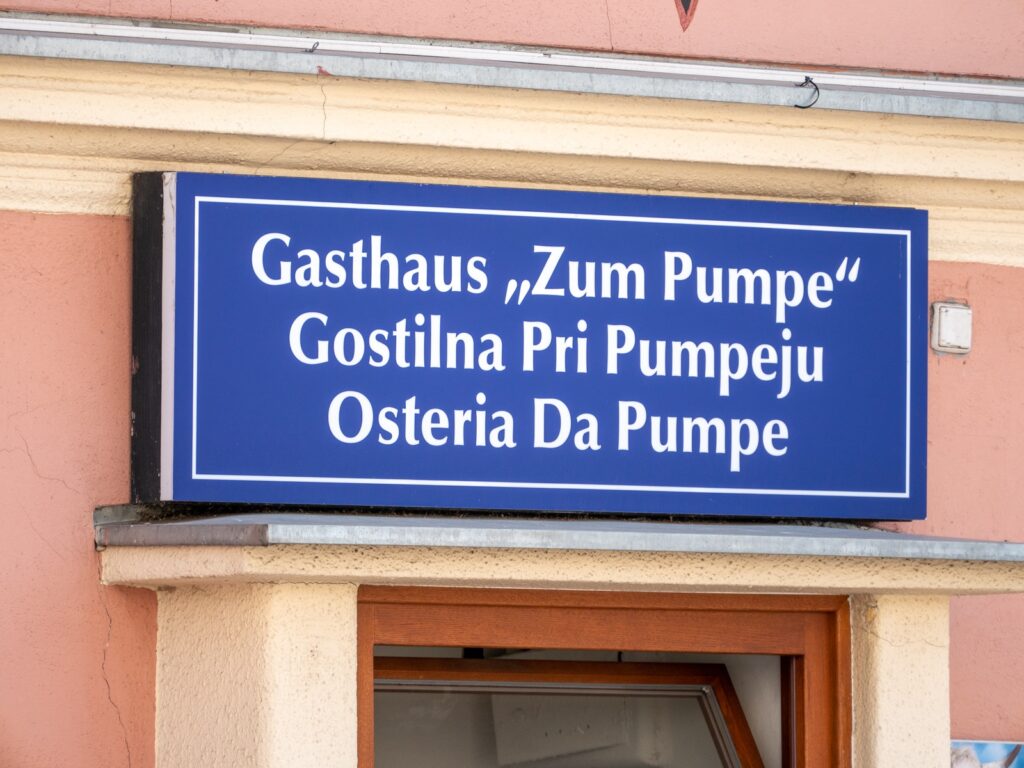 Gasthaus „Zum Pumpe“
Gostilna Pri Pumpeju
Osteria Da Pumpe